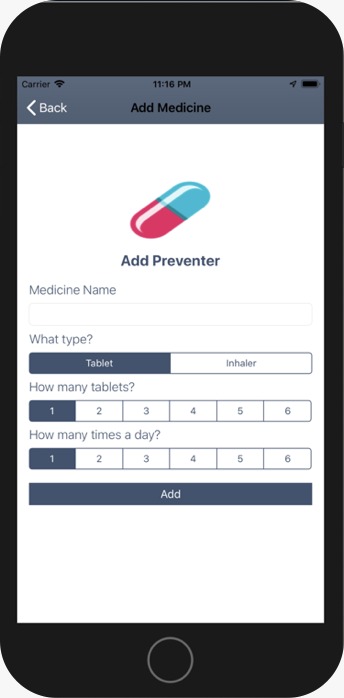 Carrier 11:16 PM
Back Add Medicine
Add Preventer
Medicine Name
What type?
Tablet Inhaler
How many tablets?
1 2 3 4 5 6
How many times a day?
1 2 3 4 5 6
Add